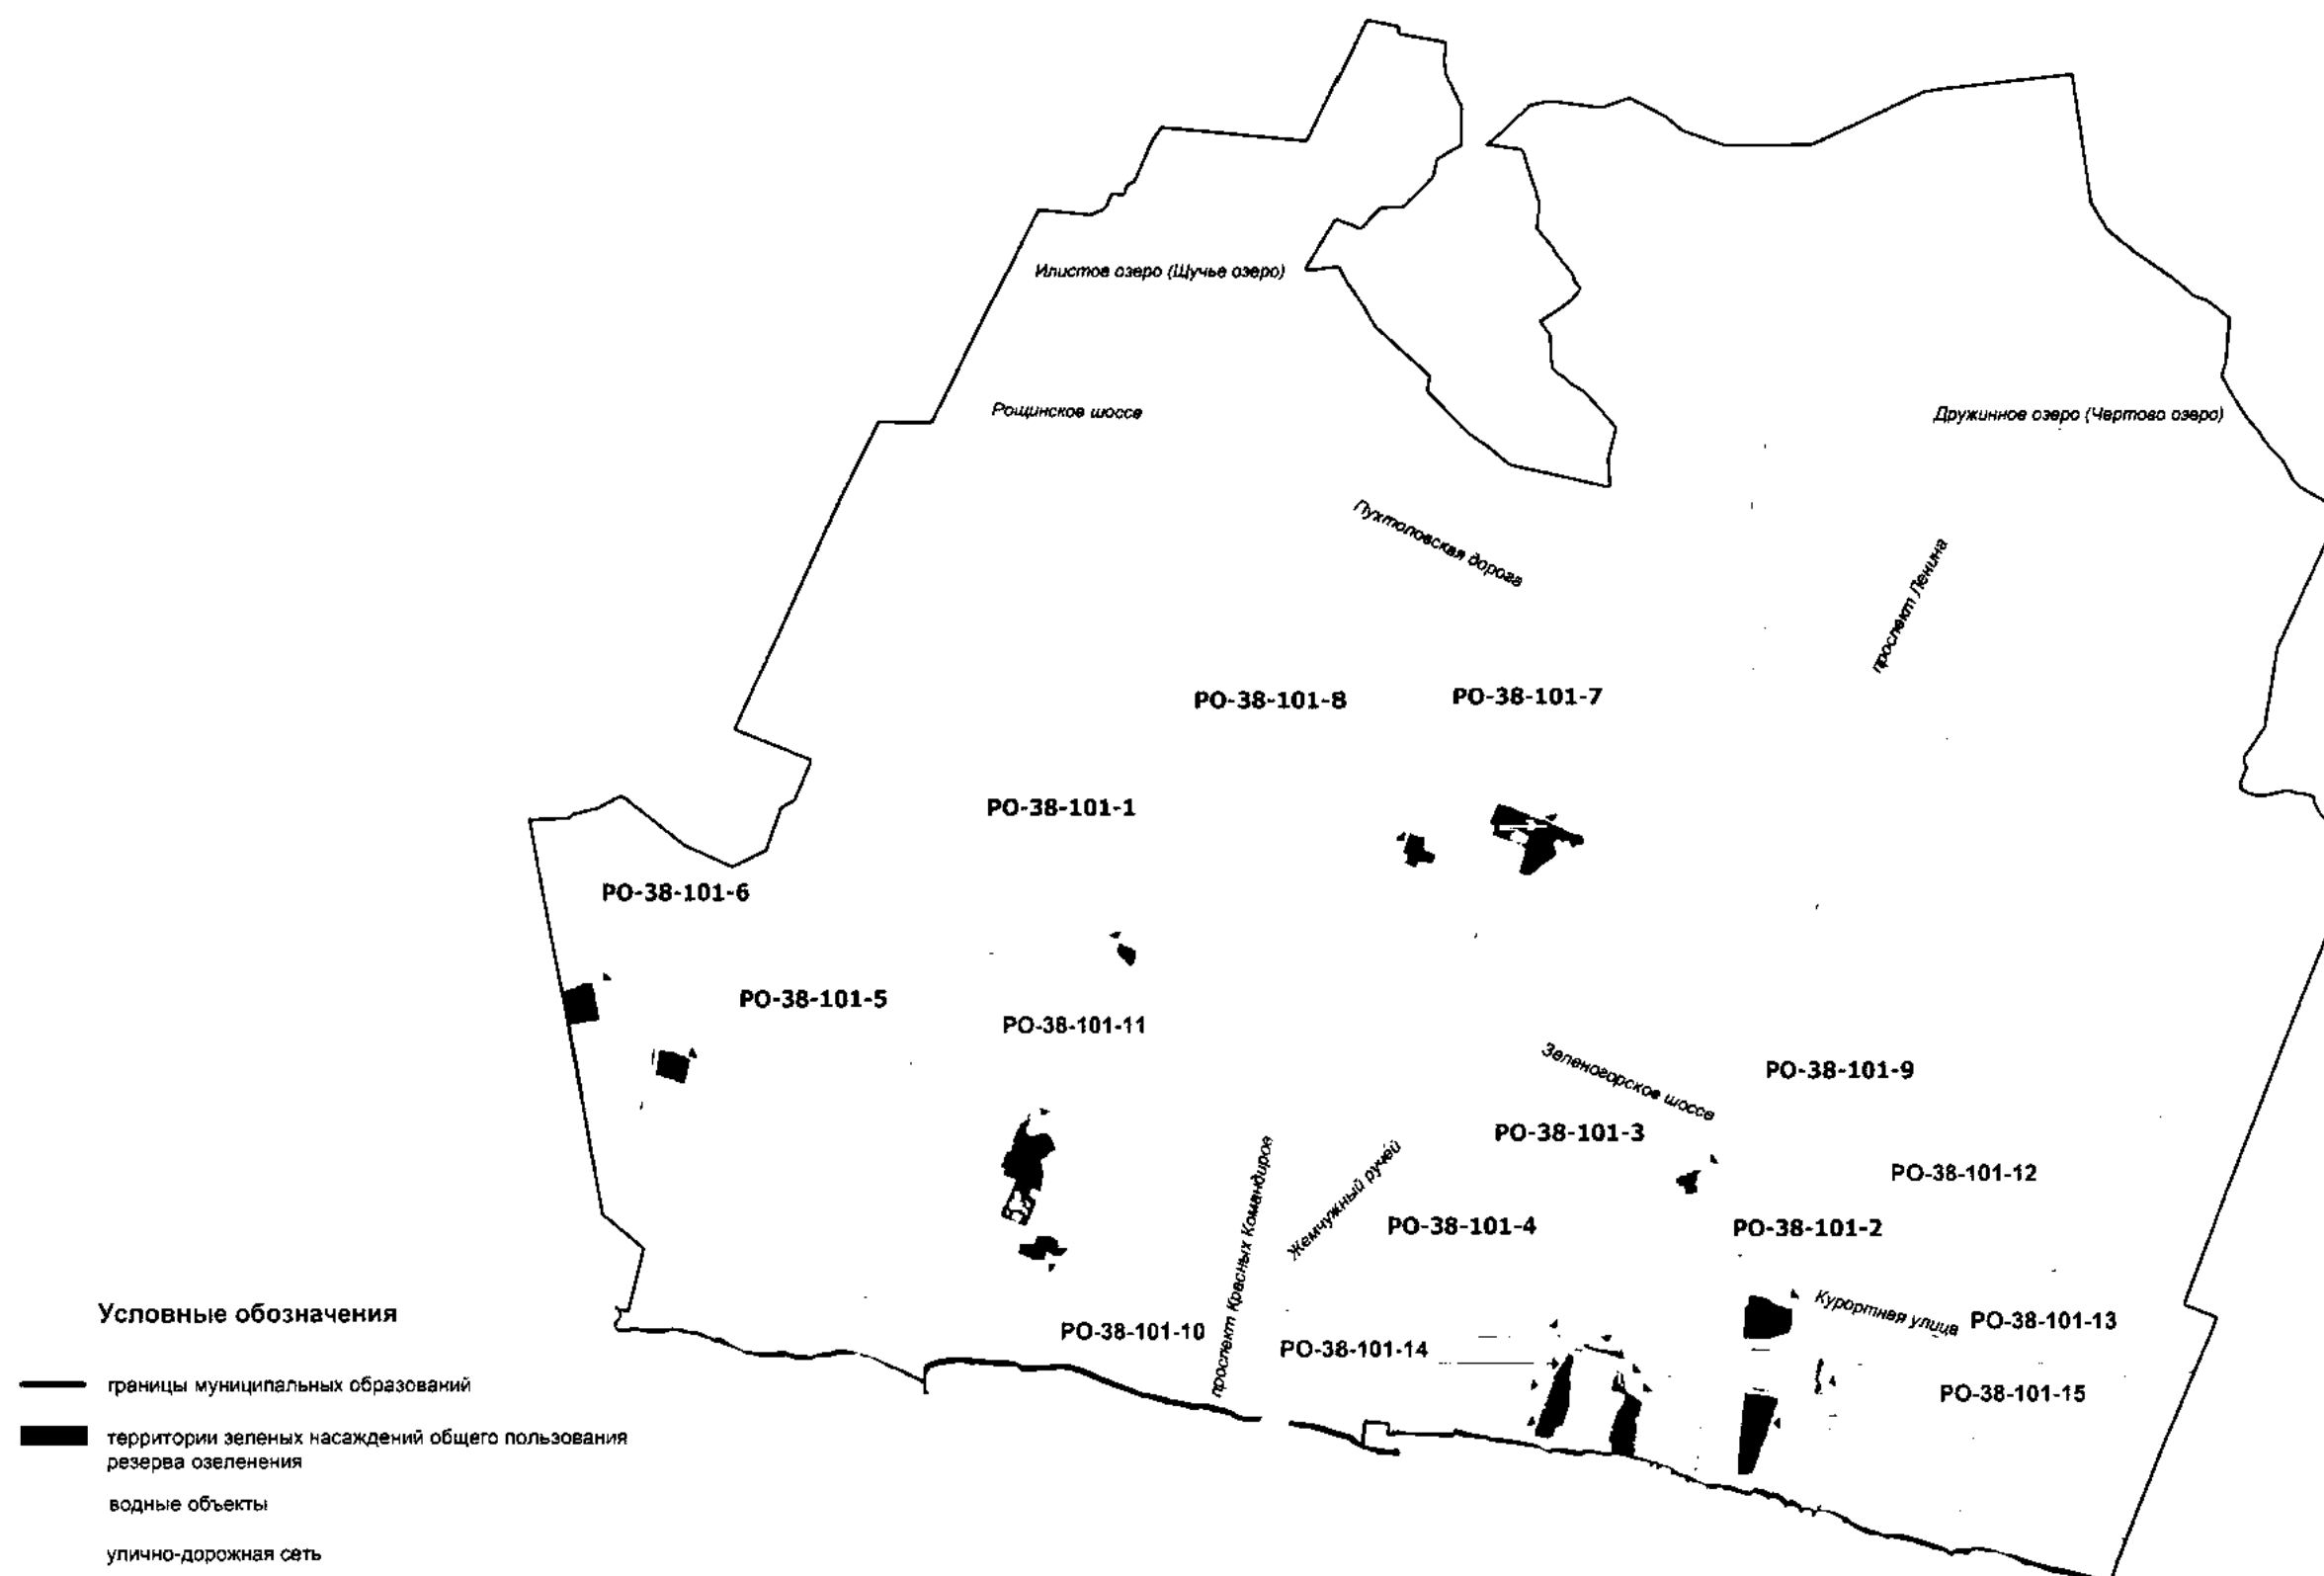 Илистое озеро (Щучье озеро)
Рощинское шоссе
Дружинное озеро (Чертово озеро)
Пухтоловская дорога
проспект Ленина
РО-38-101-8
РО-38-101-7
РО-38-101-1
РО-38-101-6
РО-38-101-5
РО-38-101-11
Зеленогорское шоссе
РО-38-101-9
РО-38-101-3
РО-38-101-12
проспект Красных Командиров
Жемчужный ручей
РО-38-101-4
РО-38-101-2
Курортная улица
РО-38-101-13
РО-38-101-10
РО-38-101-14
РО-38-101-15
Условные обозначения
границы муниципальных образований
территории зеленых насаждений общего пользования
резерва озеленения
водные объекты
улично-дорожная сеть